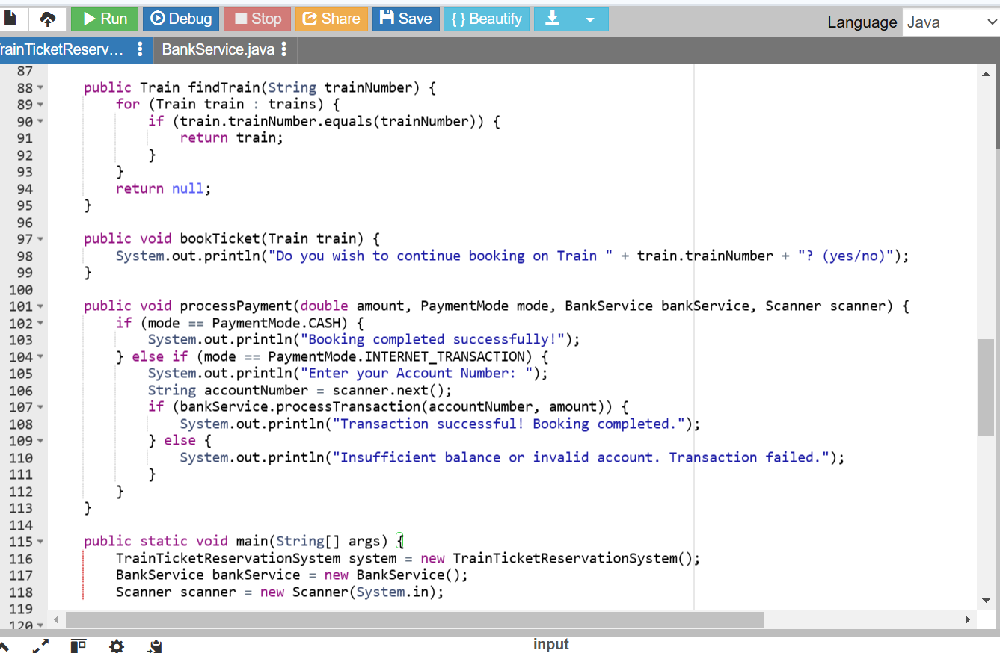 Run Debug Stop Share Save { } Beautify
Language Java
rainTicketReserv... BankService.java
87
88 public Train findTrain(String trainNumber) {
89 for (Train train : trains) {
90 if (train.trainNumber.equals(trainNumber)) {
91 return train;
92 }
93 }
94 return null;
95 }
96
97 public void bookTicket(Train train) {
98 System.out.println("Do you wish to continue booking on Train " + train.trainNumber + "? (yes/no)");
99 }
100
101 public void processPayment(double amount, PaymentMode mode, BankService bankService, Scanner scanner) {
102 if (mode == PaymentMode.CASH) {
103 System.out.println("Booking completed successfully!");
104 } else if (mode == PaymentMode.INTERNET_TRANSACTION) {
105 System.out.println("Enter your Account Number: ");
106 String accountNumber = scanner.next();
107 if (bankService.processTransaction(accountNumber, amount)) {
108 System.out.println("Transaction successful! Booking completed.");
109 } else {
110 System.out.println("Insufficient balance or invalid account. Transaction failed.");
111 }
112 }
113 }
114
115 public static void main(String[] args) {
116 TrainTicketReservationSystem system = new TrainTicketReservationSystem();
117 BankService bankService = new BankService();
118 Scanner scanner = new Scanner(System.in);
119
120
input